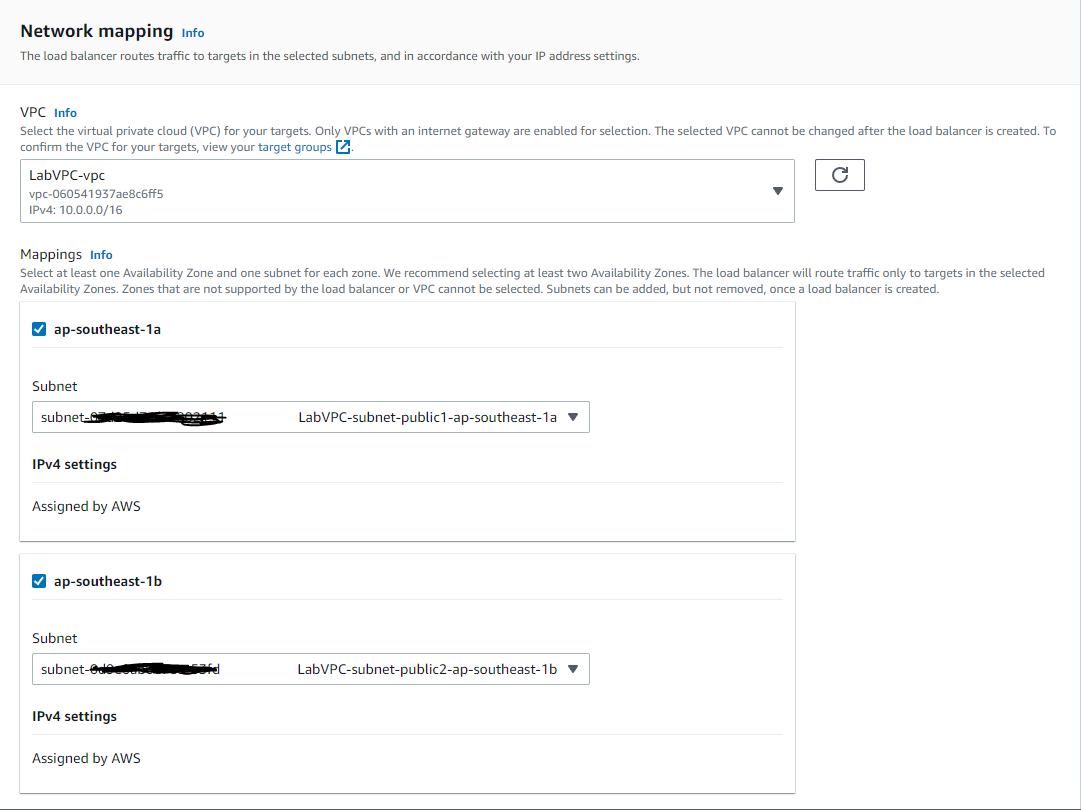 Network mapping Info
The load balancer routes traffic to targets in the selected subnets, and in accordance with your IP address settings.
VPC Info
Select the virtual private cloud (VPC) for your targets. Only VPCs with an internet gateway are enabled for selection. The selected VPC cannot be changed after the load balancer is created. To
confirm the VPC for your targets, view your target groups.
LabVPC-vpc
vpc-060541937ae8c6ff5
IPv4: 10.0.0.0/16
Mappings Info
Select at least one Availability Zone and one subnet for each zone. We recommend selecting at least two Availability Zones. The load balancer will route traffic only to targets in the selected
Availability Zones. Zones that are not supported by the load balancer or VPC cannot be selected. Subnets can be added, but not removed, once a load balancer is created.
ap-southeast-1a
Subnet
subnet- LabVPC-subnet-public1-ap-southeast-1a
IPv4 settings
Assigned by AWS
ap-southeast-1b
Subnet
subnet- LabVPC-subnet-public2-ap-southeast-1b
IPv4 settings
Assigned by AWS